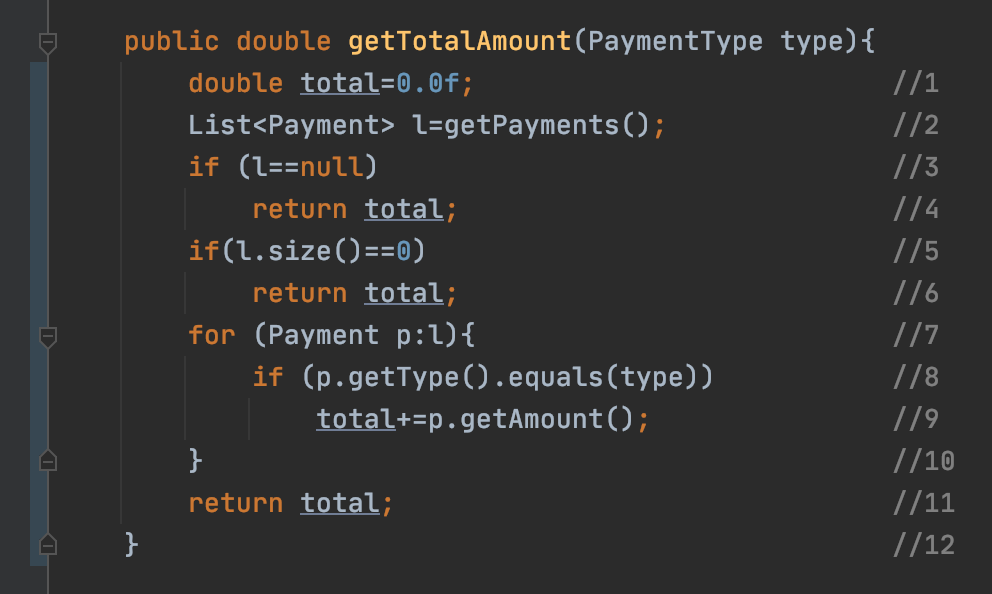 public double getTotalAmount(PaymentType type){
    double total=0.0f; //1
    List<Payment> l=getPayments(); //2
    if (l==null) //3
        return total; //4
    if(l.size()==0) //5
        return total; //6
    for (Payment p:l){ //7
        if (p.getType().equals(type)) //8
            total+=p.getAmount(); //9
    } //10
    return total; //11
} //12